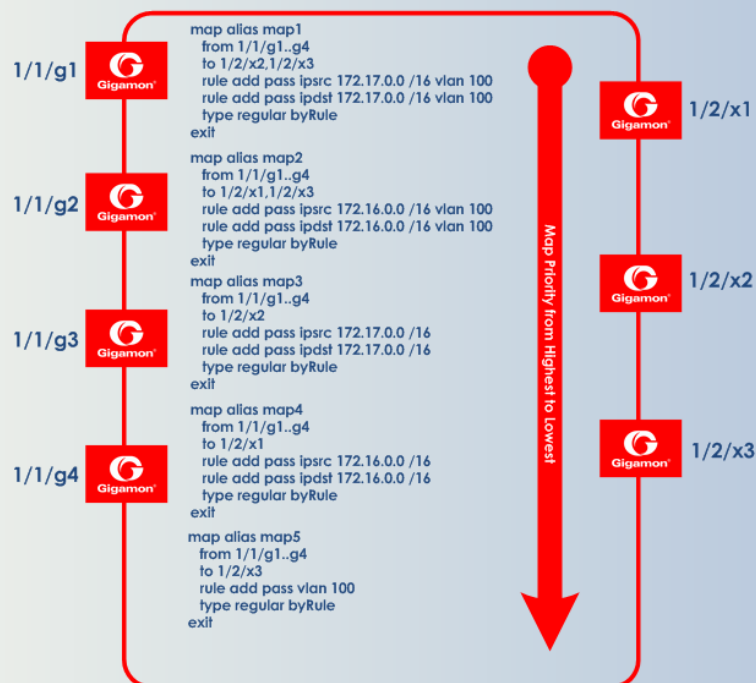 map alias map1
from 1/1/g1..g4
to 1/2/x2,1/2/x3
rule add pass ipsrc 172.17.0.0 /16 vlan 100
rule add pass ipdst 172.17.0.0 /16 vlan 100
type regular byRule
exit
map alias map2
from 1/1/g1..g4
to 1/2/x1,1/2/x3
rule add pass ipsrc 172.16.0.0 /16 vlan 100
rule add pass ipdst 172.16.0.0 /16 vlan 100
type regular byRule
exit
map alias map3
from 1/1/g1..g4
to 1/2/x2
rule add pass ipsrc 172.17.0.0 /16
rule add pass ipdst 172.17.0.0 /16
type regular byRule
exit
map alias map4
from 1/1/g1..g4
to 1/2/x1
rule add pass ipsrc 172.16.0.0 /16
rule add pass ipdst 172.16.0.0 /16
type regular byRule
exit
map alias map5
from 1/1/g1..g4
to 1/2/x3
rule add pass vlan 100
type regular byRule
exit
1/1/g1
Gigamon®
1/1/g2
Gigamon®
1/1/g3
Gigamon®
1/1/g4
Gigamon®
Map Priority from Highest to Lowest
1/2/x1
Gigamon®
1/2/x2
Gigamon®
1/2/x3
Gigamon®